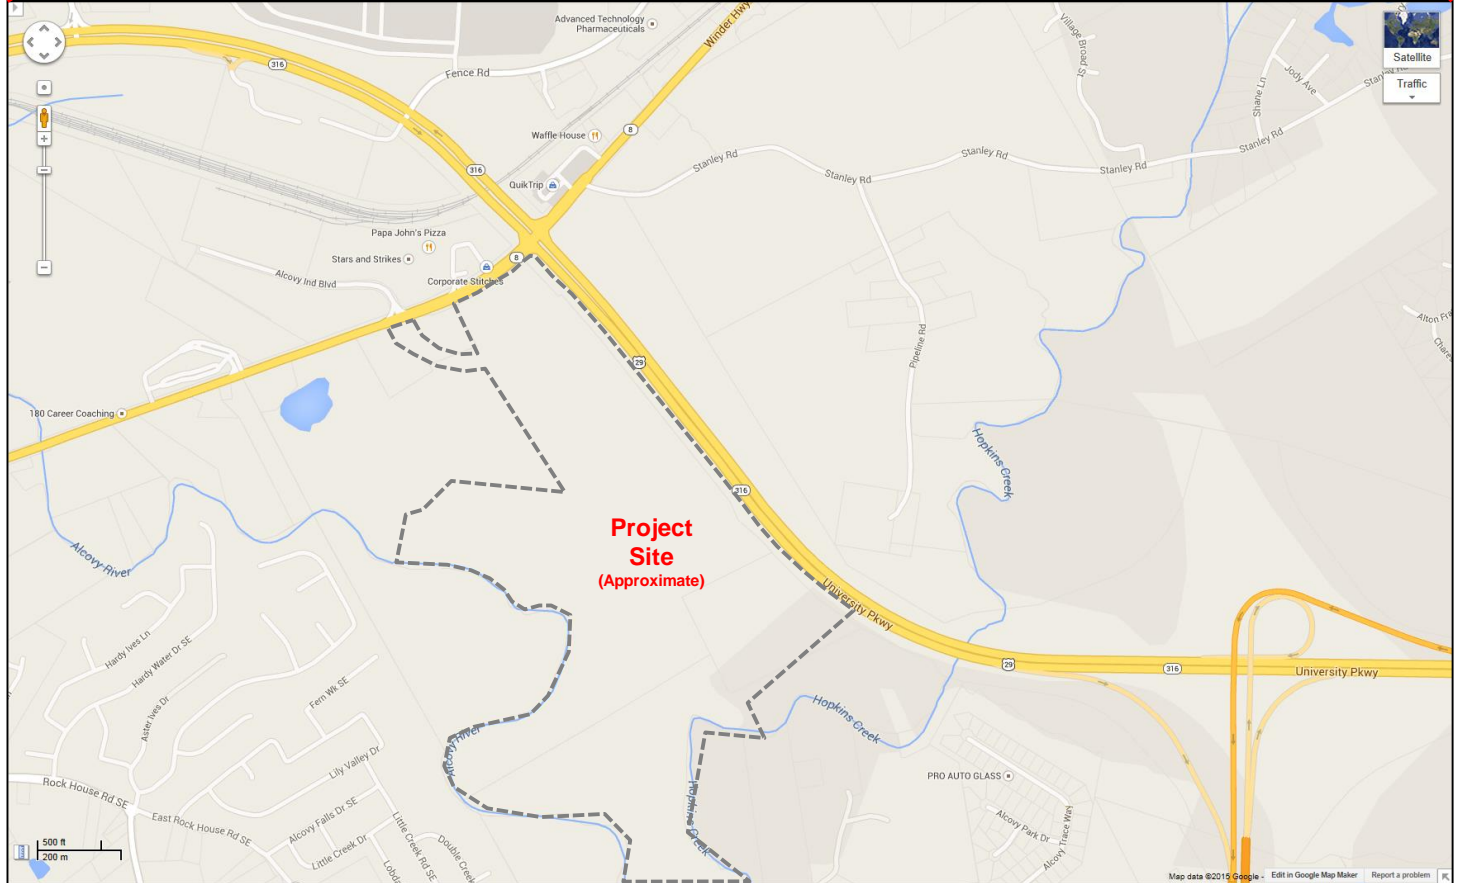 Advanced Technology
Pharmaceuticals
Winder Hwy
Village Broad St
Satellite
Traffic
316
Fence Rd
Jody Ave
Shane Ln
Stanley Rd
Waffle House
8
316
Stanley Rd
Stanley Rd
Stanley Rd
Stanley Rd
QuikTrip
Papa John's Pizza
Stars and Strikes
8
Alcovy Ind Blvd
Corporate Stitches
Pipeline Rd
29
180 Career Coaching
Hopkins Creek
316
Project
Site
(Approximate)
Alcovy River
University Pkwy
Hardy Ives Ln
Hardy Water Dr SE
Aster Ives Dr
Fern Wk SE
29
316
University Pkwy
Hopkins Creek
Alcovy River
Lily Valley Dr
Rock House Rd SE
East Rock House Rd SE
Alcovy Falls Dr SE
Little Creek Dr
Little Creek Rd SE
Double Creek
Hopkins Creek
PRO AUTO GLASS
Alcovy Park Dr
Alcovy Trace Way
500 ft
200 m
Map data ©2015 Google -
Edit in Google Map Maker
Report a problem